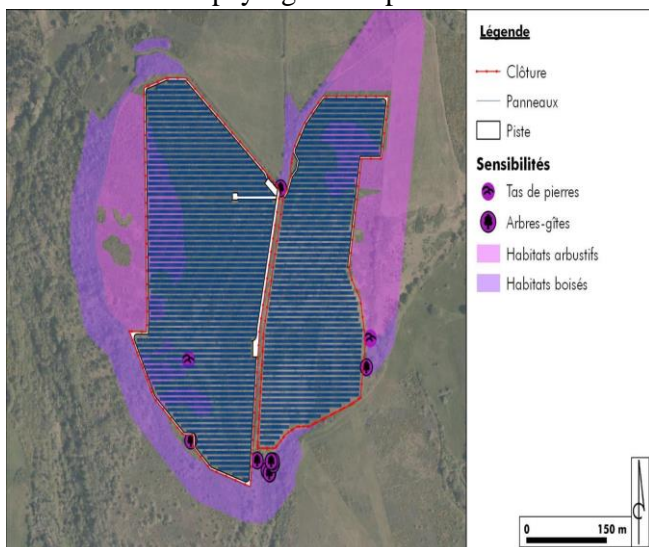 Légende
Clôture
Panneaux
Piste
Sensibilités
Tas de pierres
Arbres-gîtes
Habitats arbustifs
Habitats boisés
0 150 m